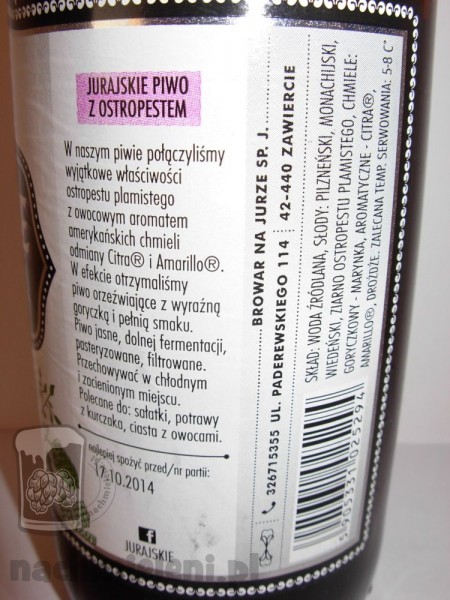 JURAJSKIE PIWO
Z OSTROPESTEM
W naszym piwie połączyliśmy
wyjątkowe właściwości
ostropestu plamistego
z owocowym aromatem
amerykańskich chmieli
odmiany Citra® i Amarillo®.
W efekcie otrzymaliśmy
piwo orzeźwiające z wyraźną
goryczką i pełnią smaku.
Piwo jasne, dolnej fermentacji,
pasteryzowane, filtrowane.
Przechowywać w chłodnym
i zacienionym miejscu.
Polecane do: sałatki, potrawy
z kurczaka, ciasta z owocami.
najlepiej spożyć przed/nr partii:
17.10.2014
JURAJSKIE
BROWAR NA JURZE SP. J.
326715355 UL. PADEREWSKIEGO 114 42-440 ZAWIERCIE
SKŁAD: WODA ŹRÓDLANA, SŁODY: PILZNEŃSKI, MONACHIJSKI,
WIEDEŃSKI, ZIARNO OSTROPESTU PLAMISTEGO, CHMIELE:
GORYCZKOWY - MARYNKA, AROMATYCZNE - CITRA®,
AMARILLO®, DROŻDŻE. ZALECANA TEMP. SERWOWANIA: 5-8 C°
5905331025294